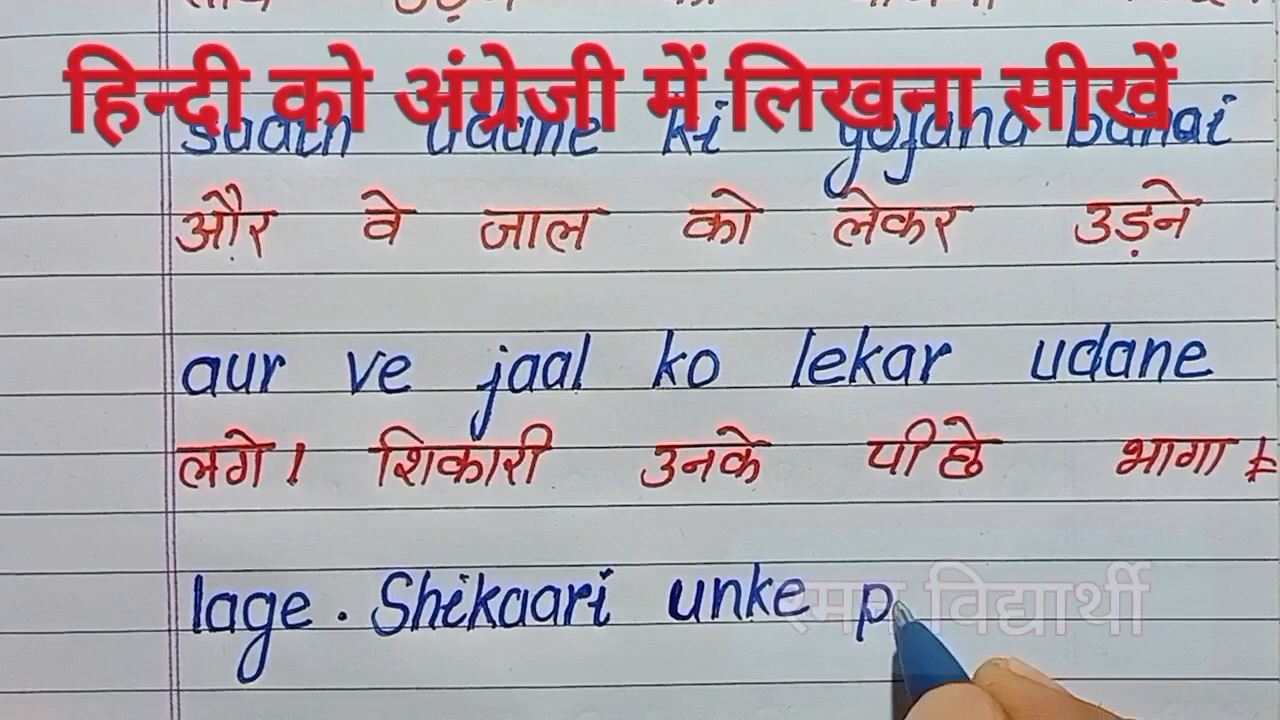 हिन्दी को अंग्रेजी में लिखना सीखें
saath udane ki yojana banai
और वे जाल को लेकर उड़ने
aur ve jaal ko lekar udane
लगे। शिकारी उनके पीछे भागा
lage. Shikaari unke p
विद्यार्थी